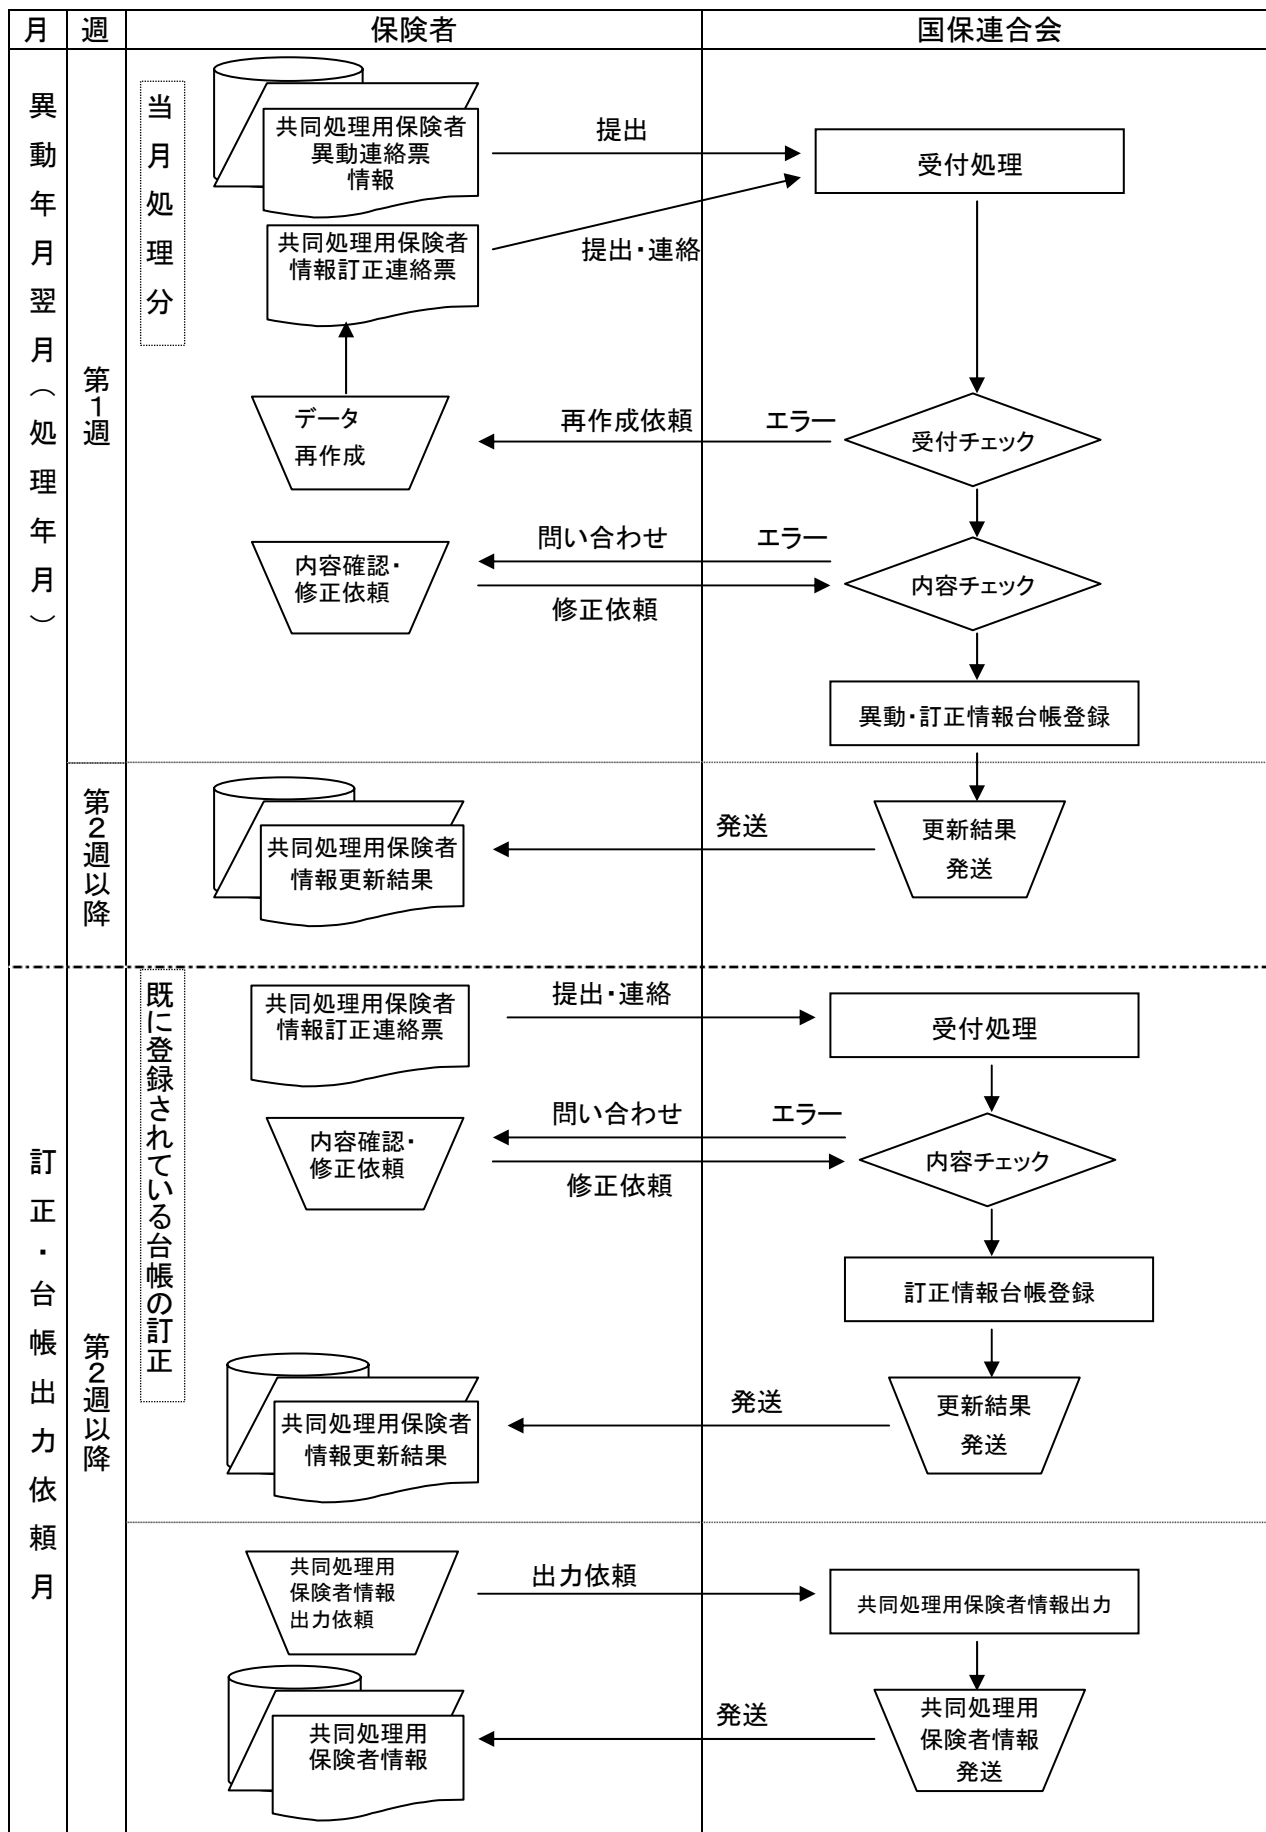 月 週 保険者 国保連合会
異動年月翌月（処理年月）
第1週
当月処理分
共同処理用保険者
異動連絡票
情報
提出
受付処理
共同処理用保険者
情報訂正連絡票
提出・連絡
データ
再作成
再作成依頼
エラー
受付チェック
内容確認・
修正依頼
問い合わせ
エラー
修正依頼
内容チェック
異動・訂正情報台帳登録
第2週以降
共同処理用保険者
情報更新結果
発送
更新結果
発送
訂正・台帳出力依頼月
第2週以降
既に登録されている台帳の訂正
共同処理用保険者
情報訂正連絡票
提出・連絡
受付処理
内容確認・
修正依頼
問い合わせ
エラー
修正依頼
内容チェック
訂正情報台帳登録
共同処理用保険者
情報更新結果
発送
更新結果
発送
共同処理用
保険者情報
出力依頼
出力依頼
共同処理用保険者情報出力
共同処理用
保険者情報
発送
共同処理用
保険者情報
発送